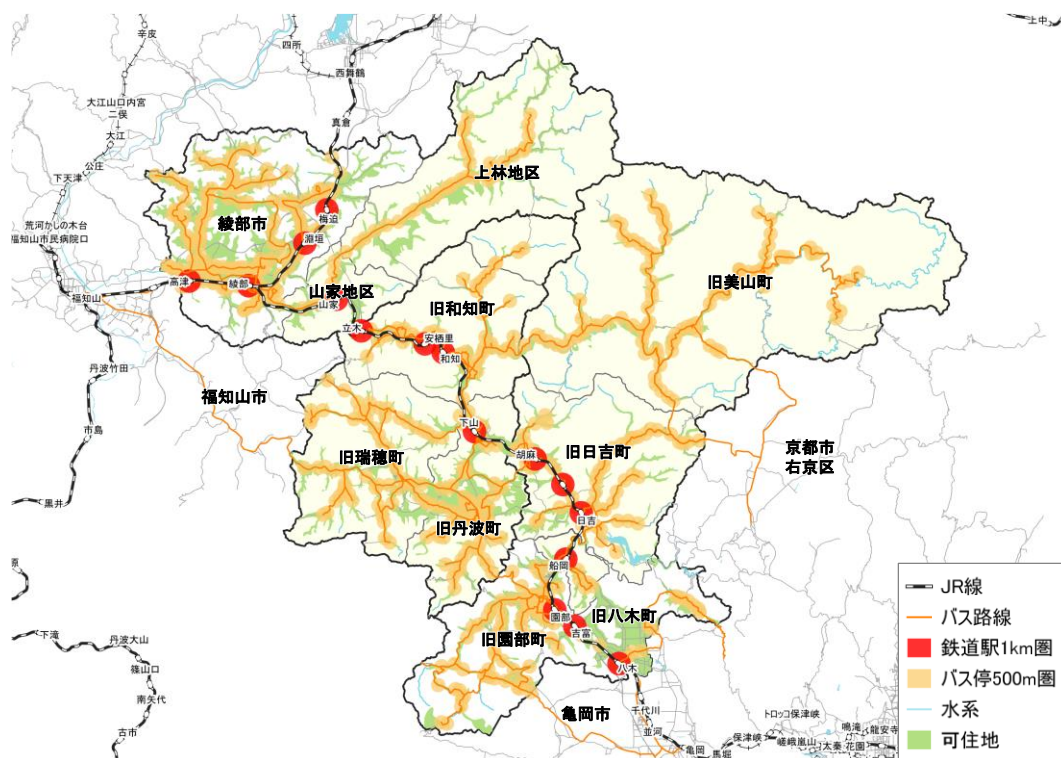 上中
辛皮
四所
西舞鶴
大江山口内宮
二俣
大江
真倉
公庄
下天津
上林地区
荒河かしの木台
福知山市民病院口
綾部市
梅迫
淵垣
高津
綾部
福知山
山家地区
山家
旧和知町
旧美山町
立木
安栖里
和知
丹波竹田
福知山市
市島
下山
胡麻
旧日吉町
京都市
右京区
旧瑞穂町
黒井
日吉
旧丹波町
船岡
原
園部
旧八木町
吉富
旧園部町
八木
下滝
丹波大山
篠山口
南矢代
古市
亀岡市
千代川
並河
亀岡
馬堀
保津峡
トロッコ保津峡
嵯峨嵐山
太秦
花園
鳴滝
龍安寺
JR線
バス路線
鉄道駅1km圏
バス停500m圏
水系
可住地